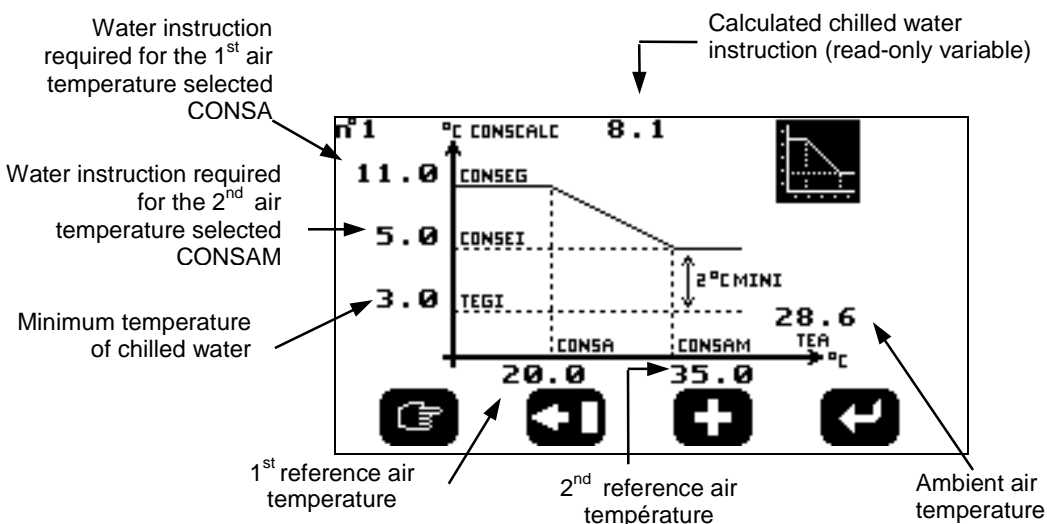 Water instruction
required for the 1st air
temperature selected
CONSA
Calculated chilled water
instruction (read-only variable)
n°1
°C CONSCALC 8.1
11.0 CONSEG
Water instruction required
for the 2nd air
temperature selected
CONSAM
5.0 CONSEI
2°C MINI
3.0 TEGI
Minimum temperature
of chilled water
28.6
TEA
°C
CONSA CONSAM
20.0 35.0
1st reference air
temperature
2nd reference air
température
Ambient air
temperature